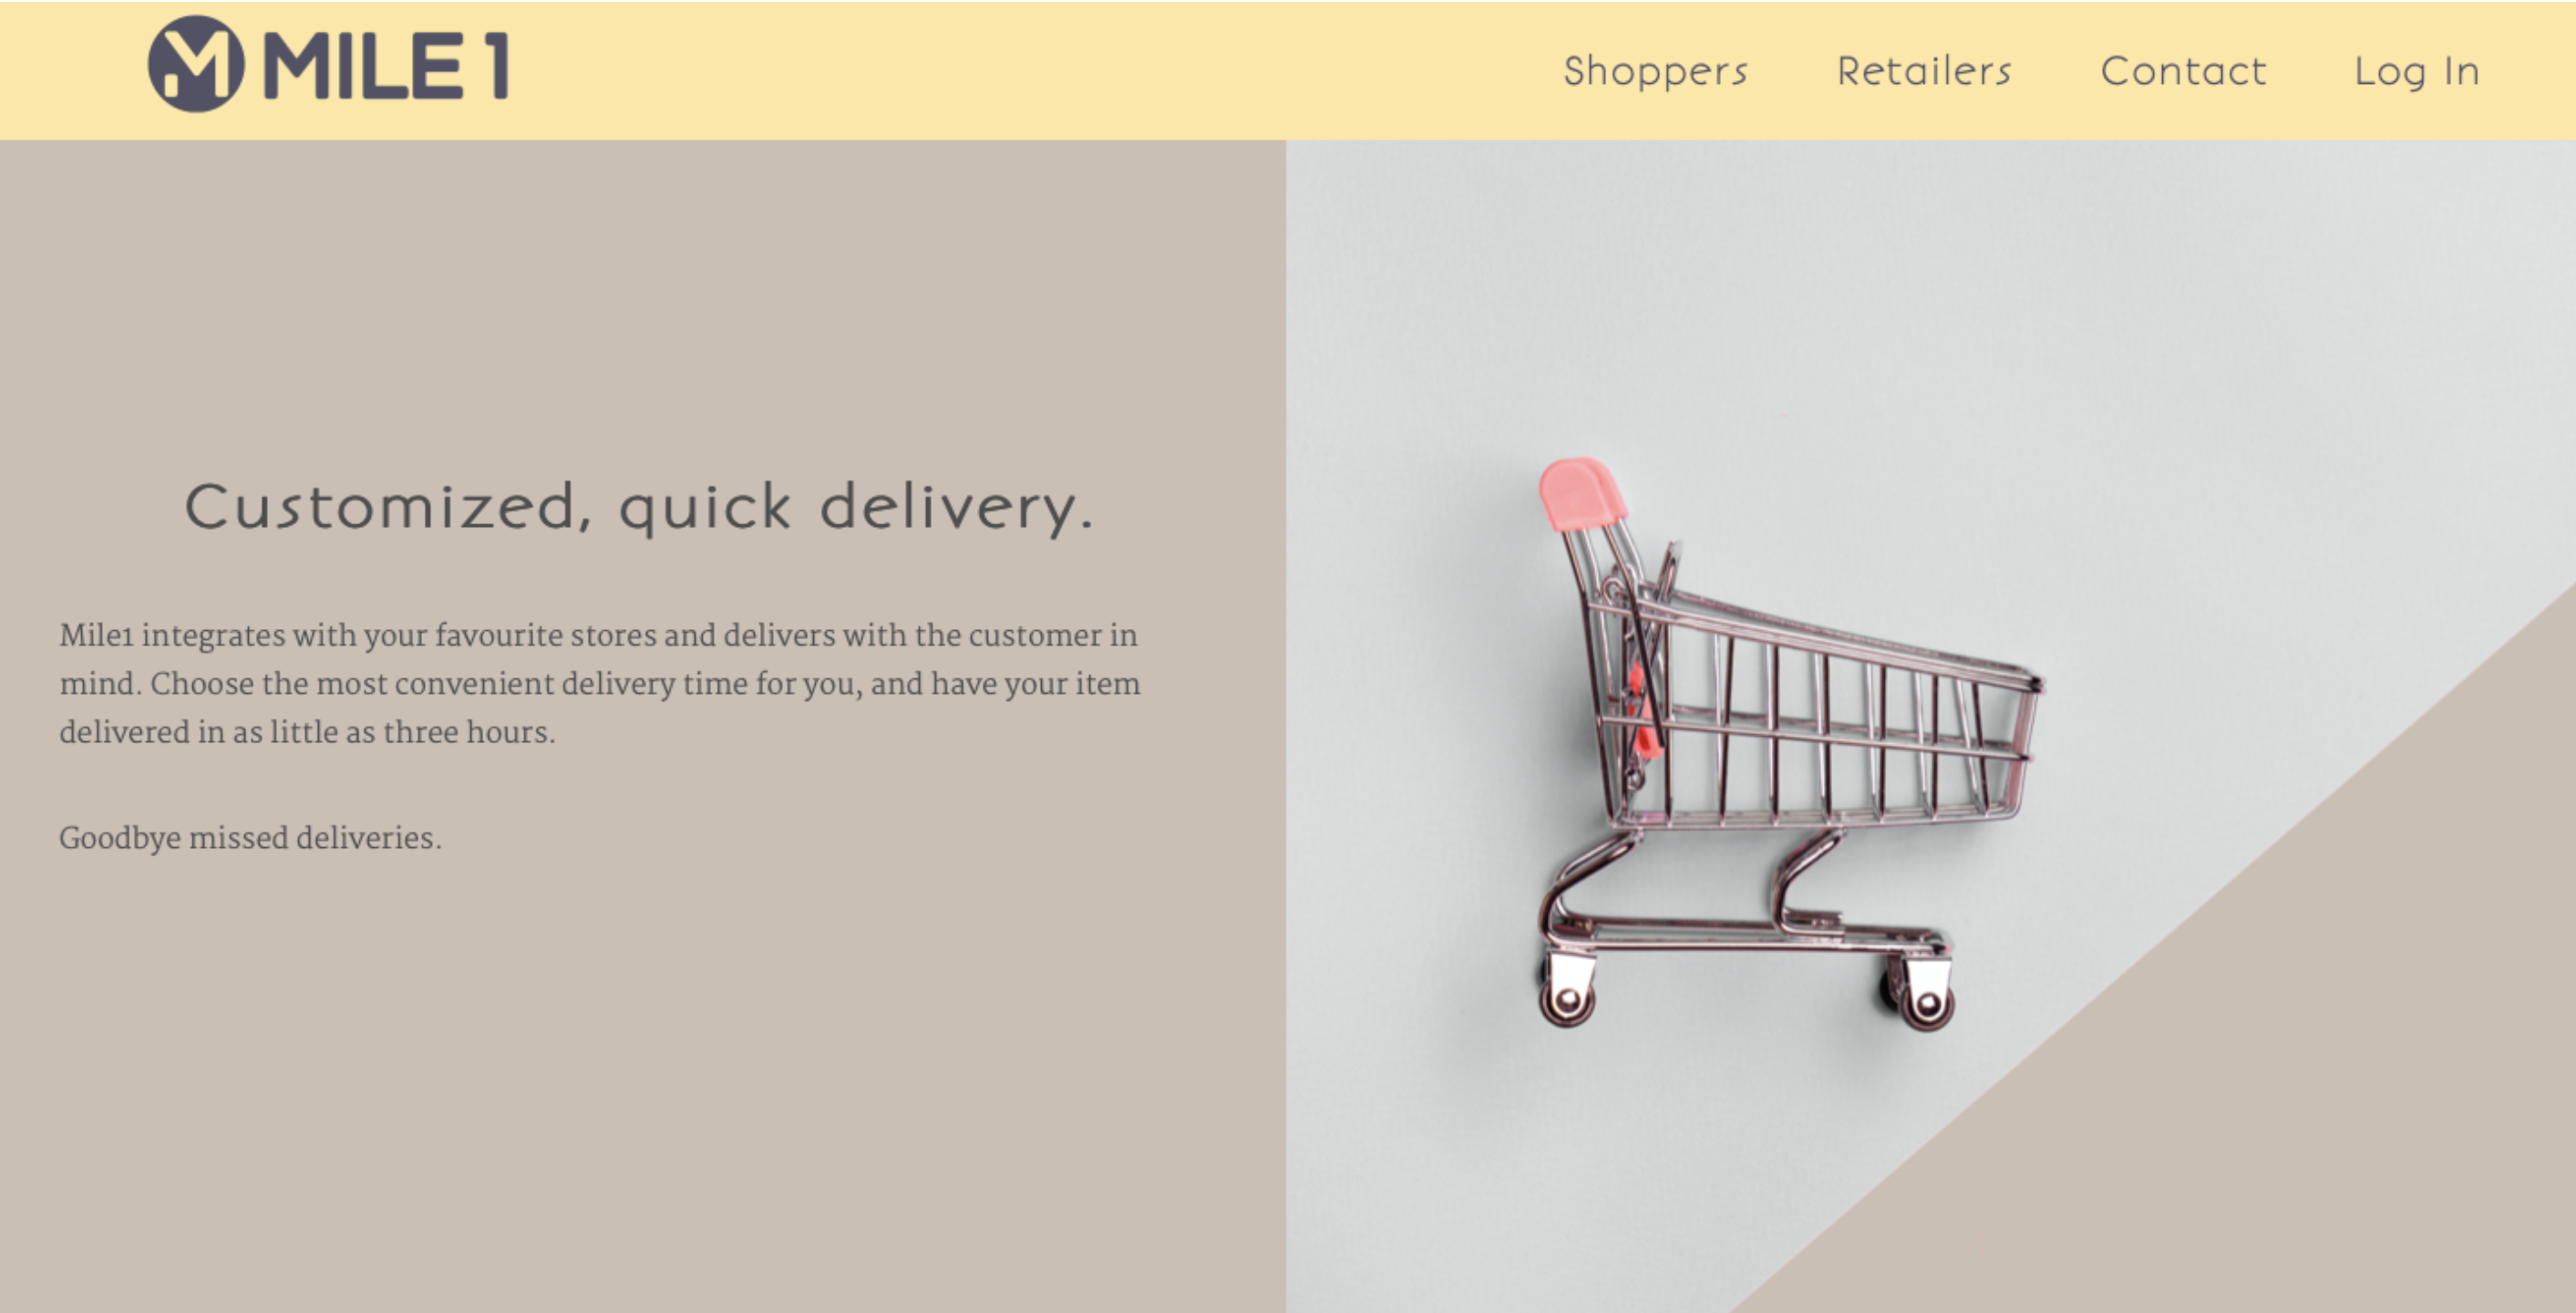 MILE 1
Shoppers Retailers Contact Log In
Customized, quick delivery.
Mile1 integrates with your favourite stores and delivers with the customer in
mind. Choose the most convenient delivery time for you, and have your item
delivered in as little as three hours.
Goodbye missed deliveries.